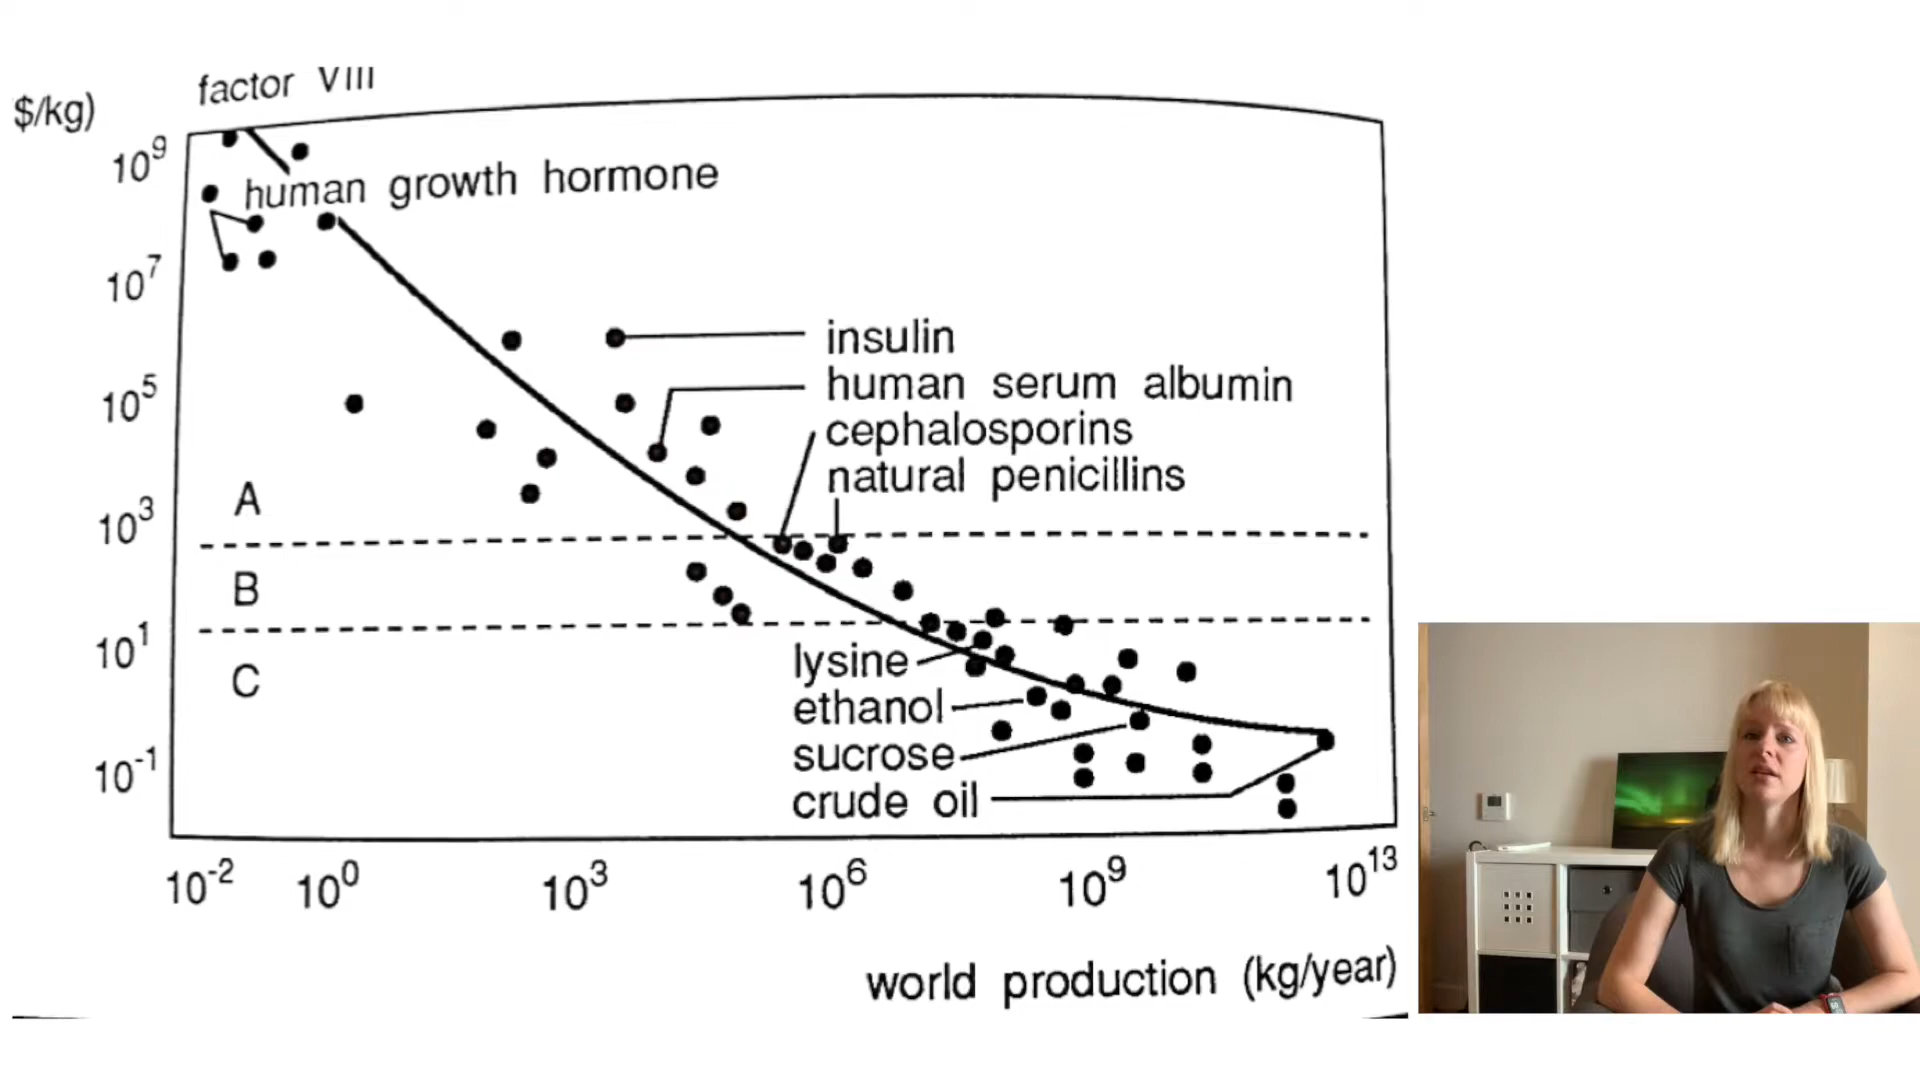 factor VIII
$/kg)
10^9
human growth hormone
10^7
insulin
10^5
human serum albumin
cephalosporins
natural penicillins
A
10^3
B
10^1
lysine
C
ethanol
sucrose
10^-1
crude oil
10^-2 10^0 10^3 10^6 10^9 10^13
world production (kg/year)